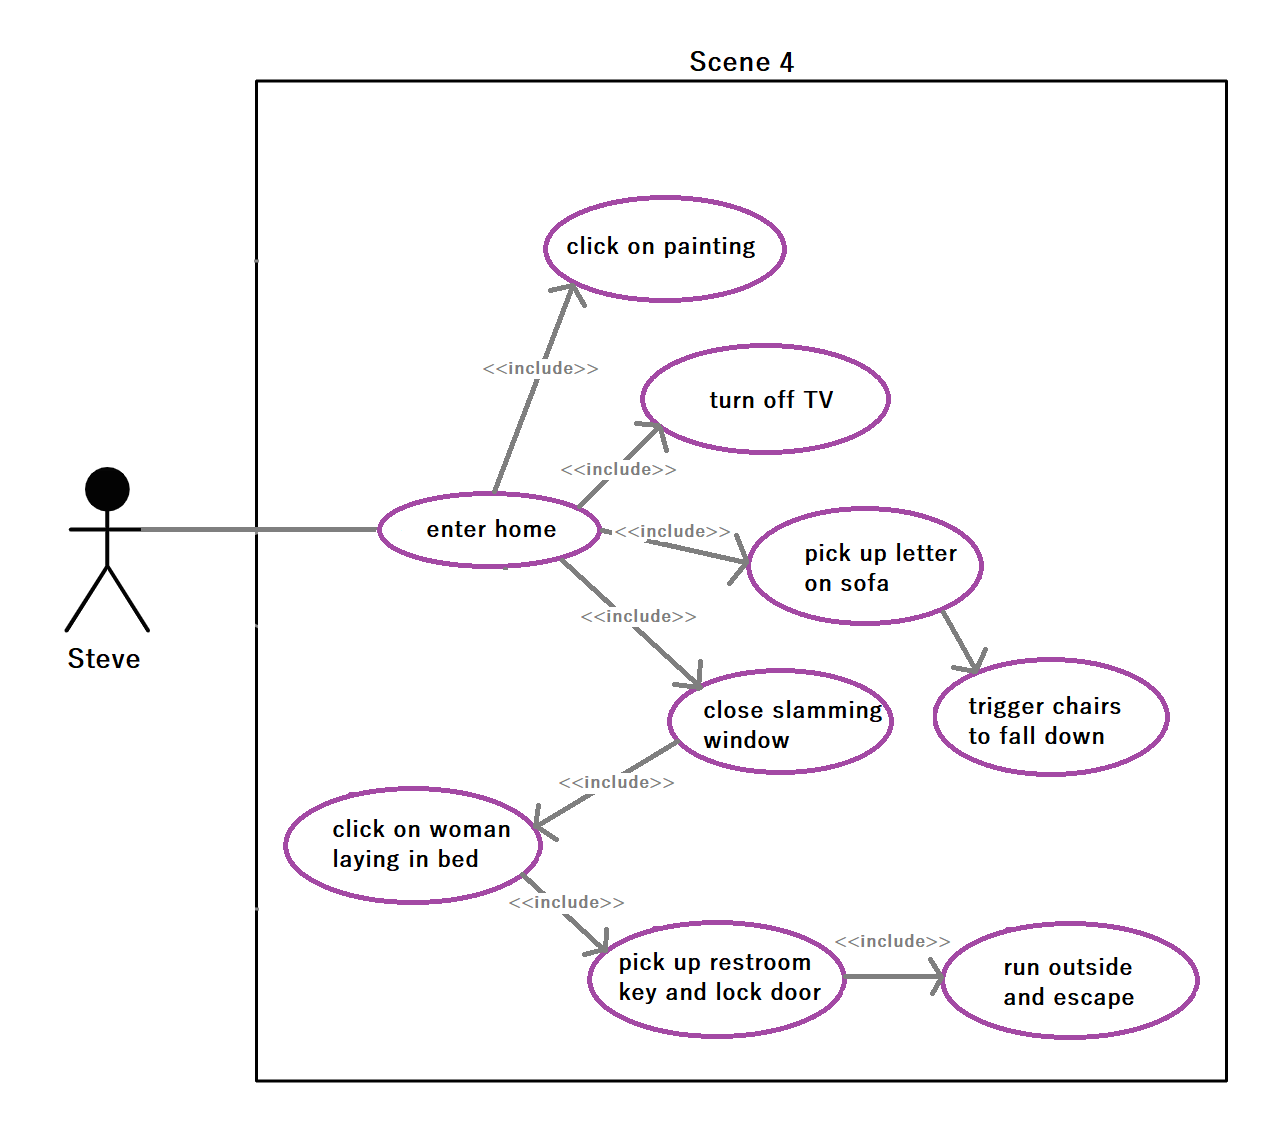 Scene 4
click on painting
<<include>>
turn off TV
<<include>>
enter home
<<include>>
pick up letter
on sofa
<<include>>
Steve
trigger chairs
to fall down
close slamming
window
<<include>>
click on woman
laying in bed
<<include>>
pick up restroom
key and lock door
<<include>>
run outside
and escape